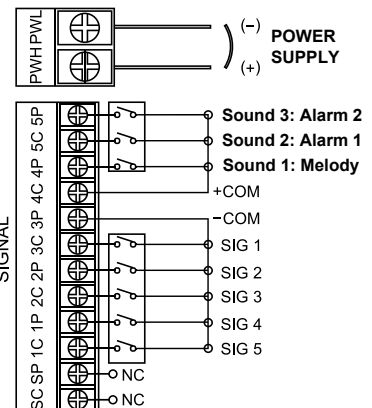 PWH PWL
(−)
POWER
SUPPLY
(+)
SIGNAL
SC SP 1C 1P 2C 2P 3C 3P 4C 4P 5C 5P
Sound 3: Alarm 2
Sound 2: Alarm 1
Sound 1: Melody
+COM
−COM
SIG 1
SIG 2
SIG 3
SIG 4
SIG 5
NC
NC